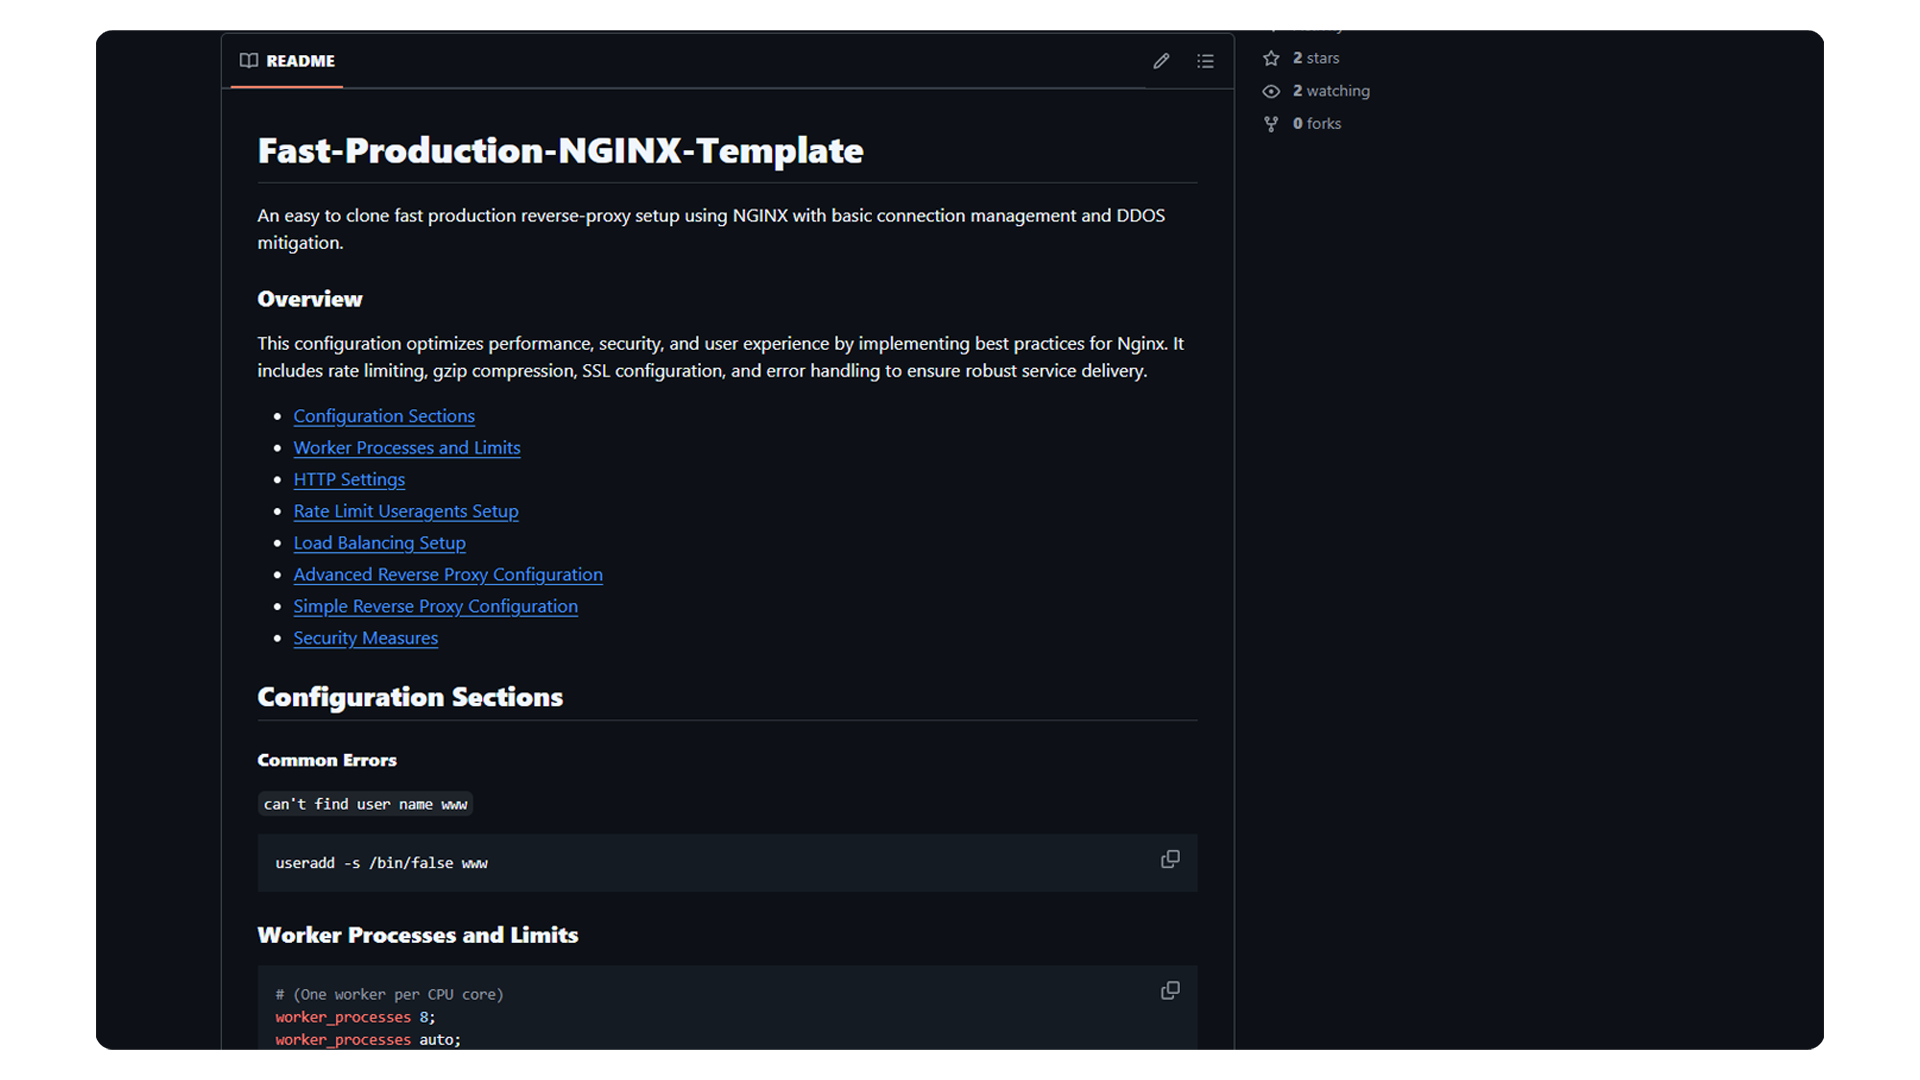 README
Fast-Production-NGINX-Template
An easy to clone fast production reverse-proxy setup using NGINX with basic connection management and DDOS
mitigation.
Overview
This configuration optimizes performance, security, and user experience by implementing best practices for Nginx. It
includes rate limiting, gzip compression, SSL configuration, and error handling to ensure robust service delivery.
Configuration Sections
Worker Processes and Limits
HTTP Settings
Rate Limit Useragents Setup
Load Balancing Setup
Advanced Reverse Proxy Configuration
Simple Reverse Proxy Configuration
Security Measures
Configuration Sections
Common Errors
can't find user name www
useradd -s /bin/false www
Worker Processes and Limits
# (One worker per CPU core)
worker_processes 8;
worker_processes auto;
2 stars
2 watching
0 forks